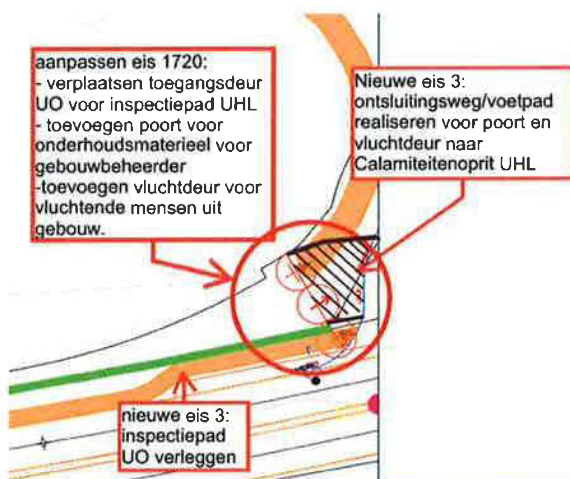 aanpassen eis 1720:
- verplaatsen toegangsdeur
UO voor inspectiepad UHL
- toevoegen poort voor
onderhoudsmaterieel voor
gebouwbeheerder
-toevoegen vluchtdeur voor
vluchtende mensen uit
gebouw.
Nieuwe eis 3:
ontsluitingsweg/voetpad
realiseren voor poort en
vluchtdeur naar
Calamiteitenoprit UHL
nieuwe eis 3:
inspectiepad
UO verleggen